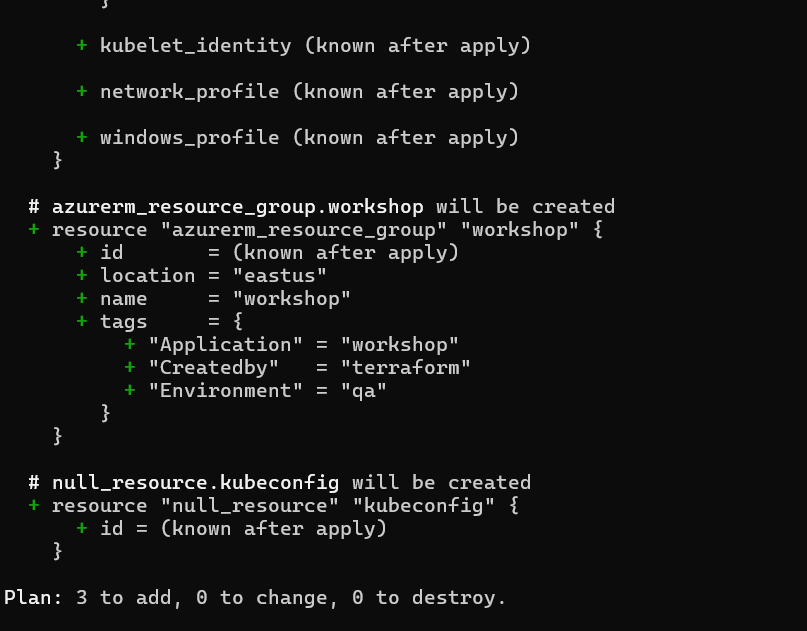 }
+ kubelet_identity (known after apply)
+ network_profile (known after apply)
+ windows_profile (known after apply)
}
# azurerm_resource_group.workshop will be created
+ resource "azurerm_resource_group" "workshop" {
+ id       = (known after apply)
+ location = "eastus"
+ name     = "workshop"
+ tags     = {
+ "Application" = "workshop"
+ "Createdby"   = "terraform"
+ "Environment" = "qa"
}
}
# null_resource.kubeconfig will be created
+ resource "null_resource" "kubeconfig" {
+ id = (known after apply)
}
Plan: 3 to add, 0 to change, 0 to destroy.